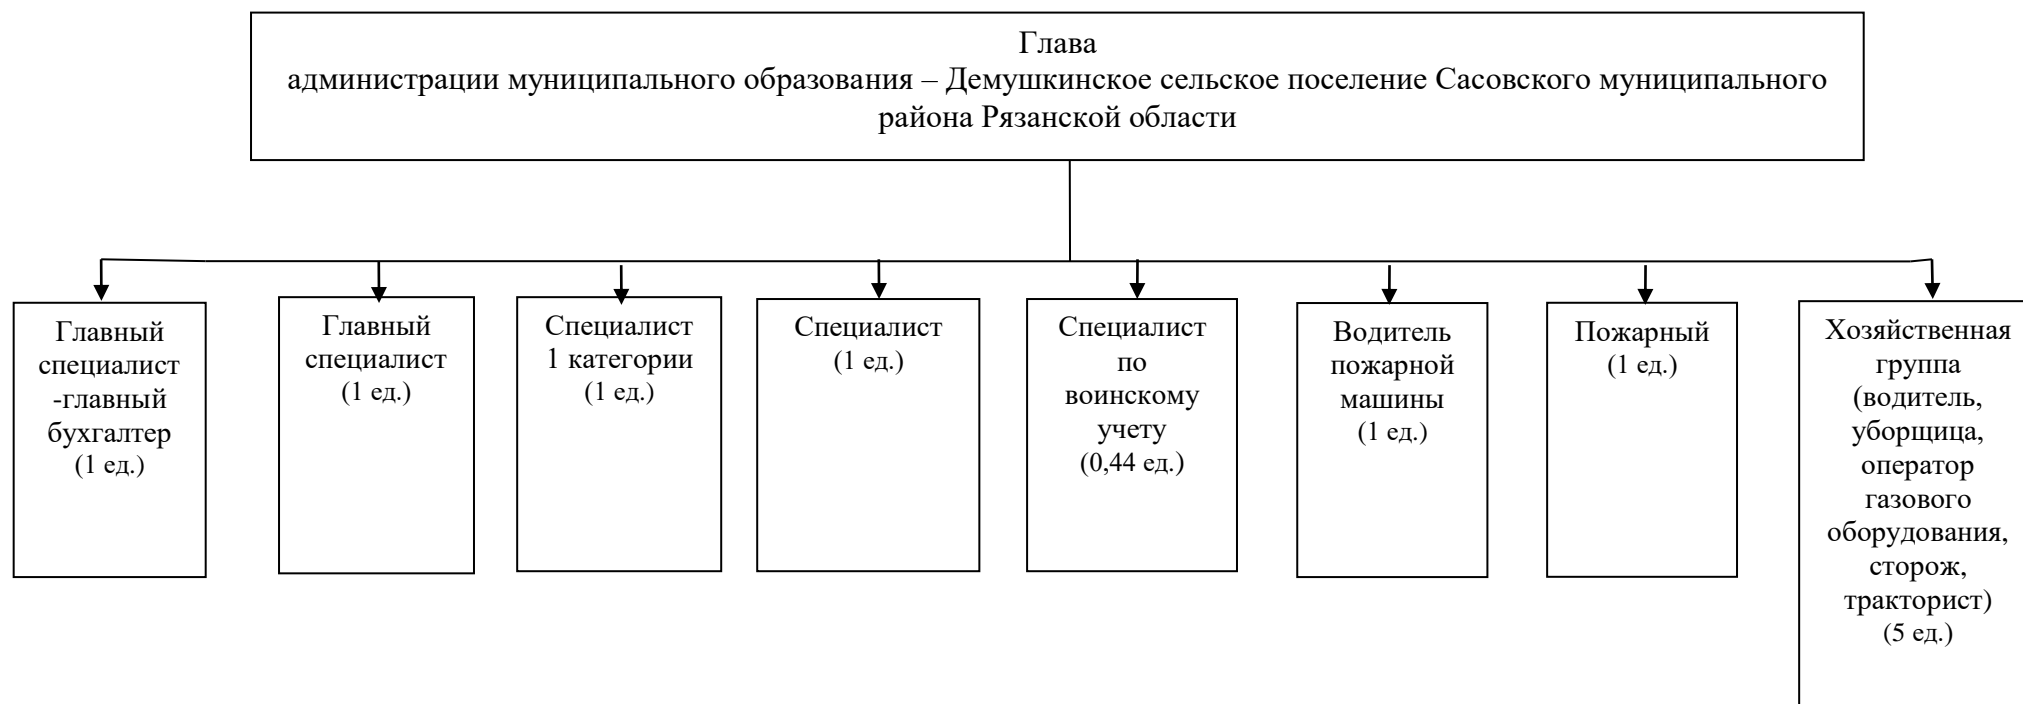 Глава
администрации муниципального образования – Демушкинское сельское поселение Сасовского муниципального
района Рязанской области
Главный
специалист
-главный
бухгалтер
(1 ед.)
Главный
специалист
(1 ед.)
Специалист
1 категории
(1 ед.)
Специалист
(1 ед.)
Специалист
по
воинскому
учету
(0,44 ед.)
Водитель
пожарной
машины
(1 ед.)
Пожарный
(1 ед.)
Хозяйственная
группа
(водитель,
уборщица,
оператор
газового
оборудования,
сторож,
тракторист)
(5 ед.)